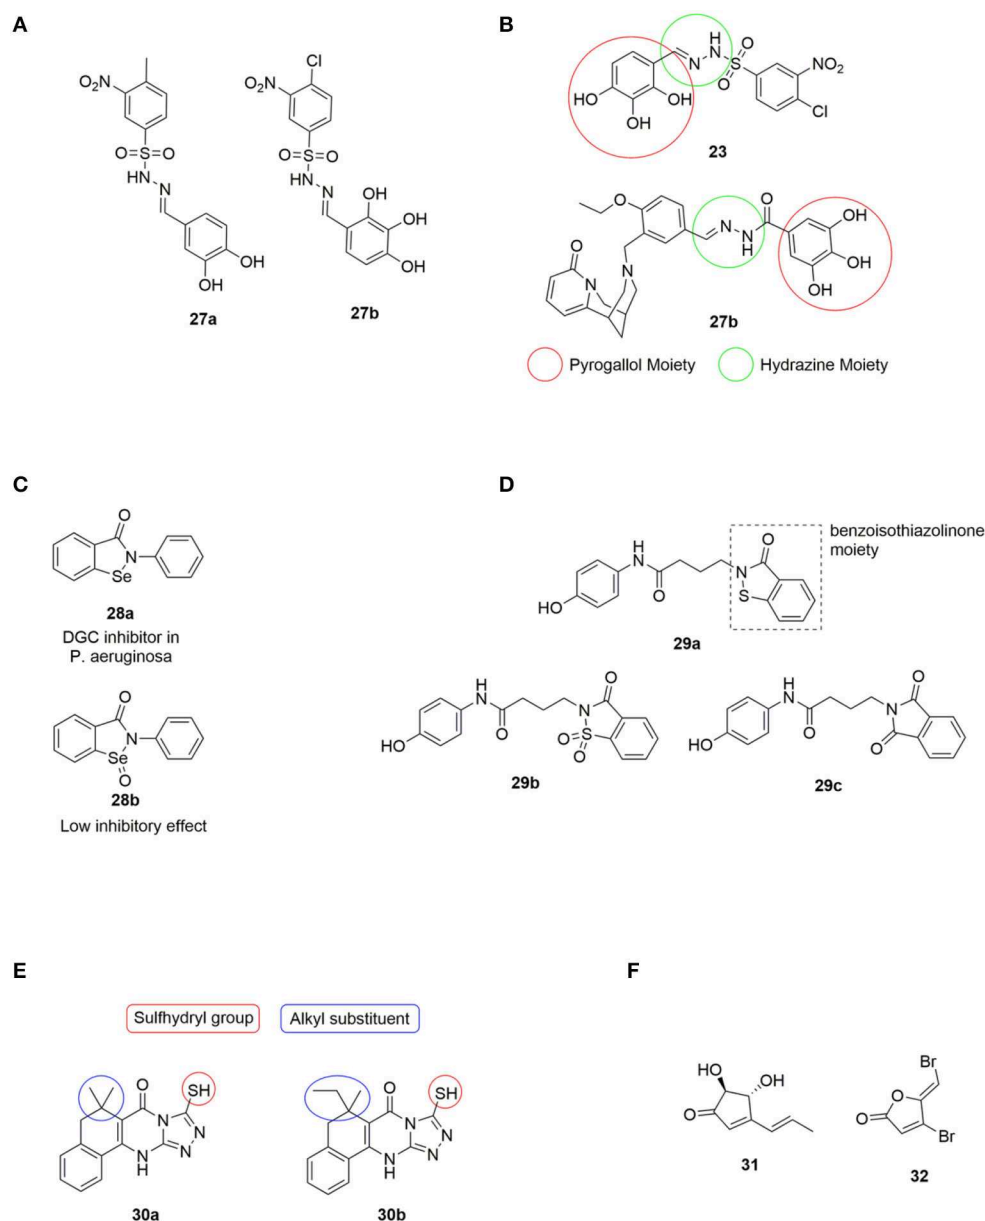 A
O₂N
Cl
O₂N
O=S=O
HN
N
OH
OH
27a
O=S=O
HN
N
OH
OH
OH
27b
B
H
N
N
O
S
O
NO₂
Cl
HO
OH
HO
23
O
O
N
N
H
O
OH
OH
OH
N
N
27b
Pyrogallol Moiety
Hydrazine Moiety
C
O
N
Se
28a
DGC inhibitor in
P. aeruginosa
O
N
Se
O
28b
Low inhibitory effect
D
benzoisothiazolinone
moiety
H
N
O
HO
O
N
S
29a
H
N
O
HO
O
N
S
O
O
29b
H
N
O
HO
O
N
O
29c
E
Sulfhydryl group
Alkyl substituent
O
SH
N
N
N
N
H
30a
O
SH
N
N
N
N
H
30b
F
HO
OH
O
31
Br
O
O
Br
32